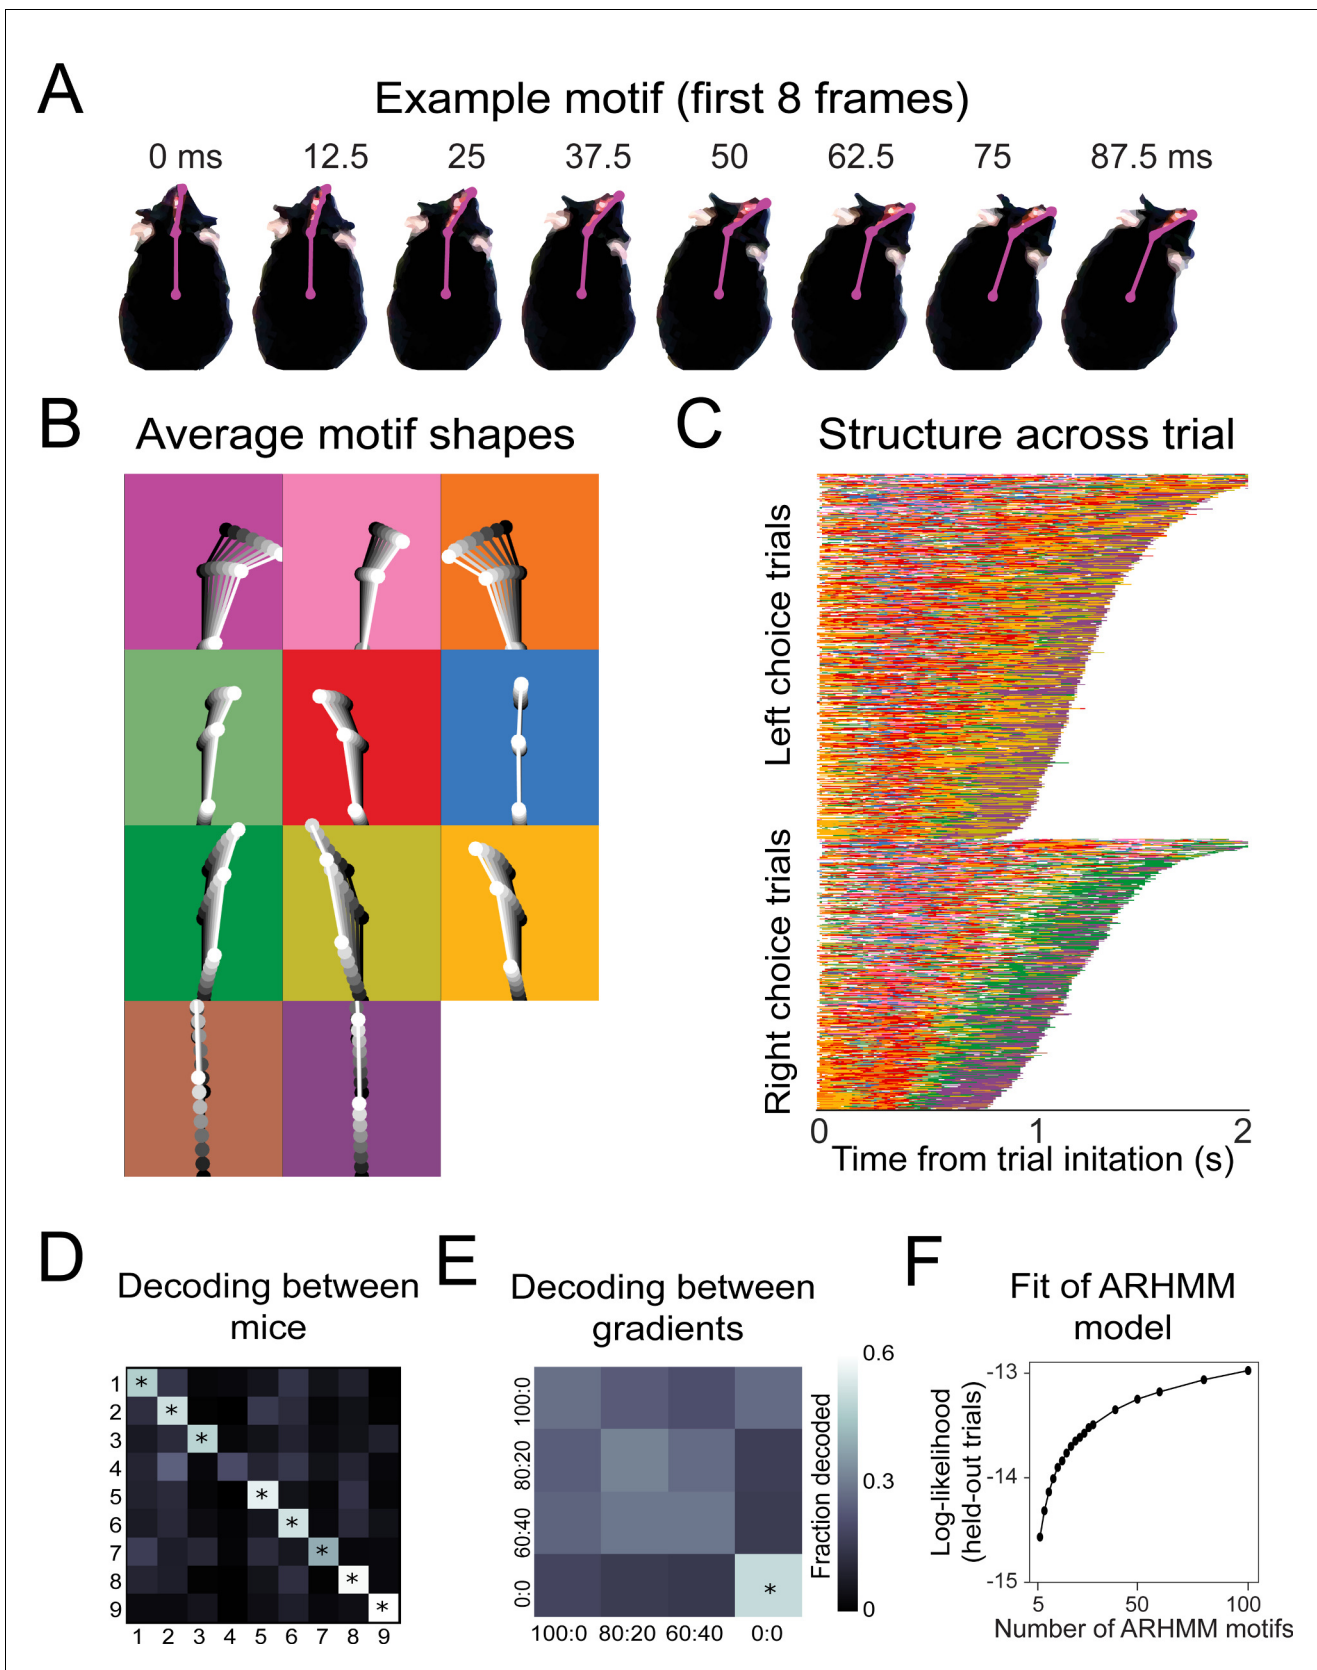 A
Example motif (first 8 frames)
0 ms 12.5 25 37.5 50 62.5 75 87.5 ms
B
Average motif shapes
C
Structure across trial
Left choice trials
Right choice trials
0 1 2
Time from trial initation (s)
D
Decoding between
mice
1
2
3
4
5
6
7
8
9
* * * * * * * *
1 2 3 4 5 6 7 8 9
E
Decoding between
gradients
100:0
80:20
60:40
0:0
*
100:0 80:20 60:40 0:0
Fraction decoded
0.6
0.3
0
F
Fit of ARHMM
model
Log-likelihood
(held-out trials)
-13
-14
-15
5 50 100
Number of ARHMM motifs